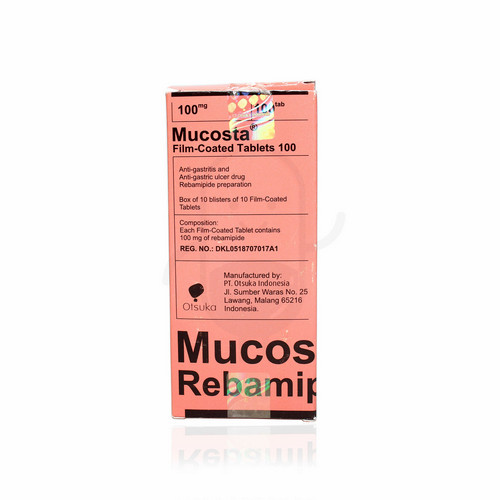 100mg
tab
Mucosta®
Film-Coated Tablets 100
Anti-gastritis and
Anti-gastric ulcer drug
Rebamipide preparation
Box of 10 blisters of 10 Film-Coated
Tablets
Composition:
Each Film-Coated Tablet contains
100 mg of rebamipide
REG. NO.: DKL0518707017A1
Manufactured by:
PT. Otsuka Indonesia
Jl. Sumber Waras No. 25
Lawang, Malang 65216
Indonesia.
Otsuka
Mucos
Rebamip